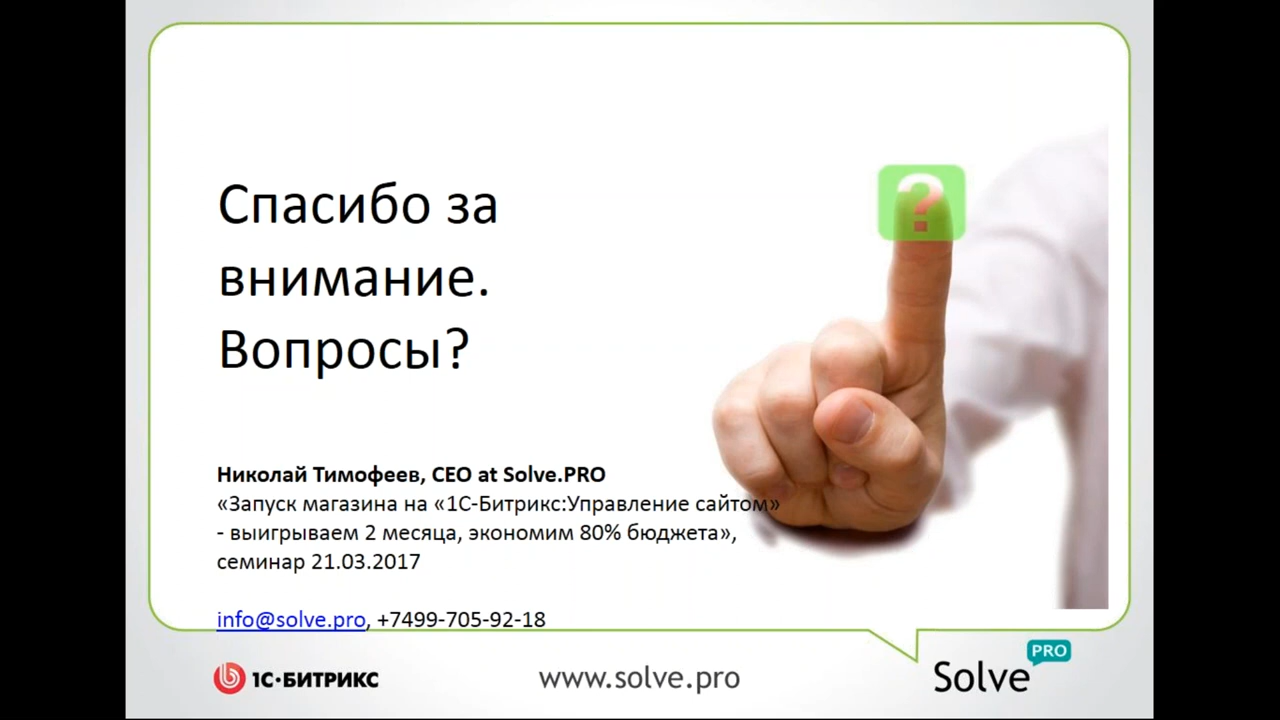 ?
Спасибо за
внимание.
Вопросы?
Николай Тимофеев, CEO at Solve.PRO
«Запуск магазина на «1С-Битрикс:Управление сайтом»
- выигрываем 2 месяца, экономим 80% бюджета»,
семинар 21.03.2017
info@solve.pro, +7499-705-92-18
1С·БИТРИКС
www.solve.pro
Solve PRO